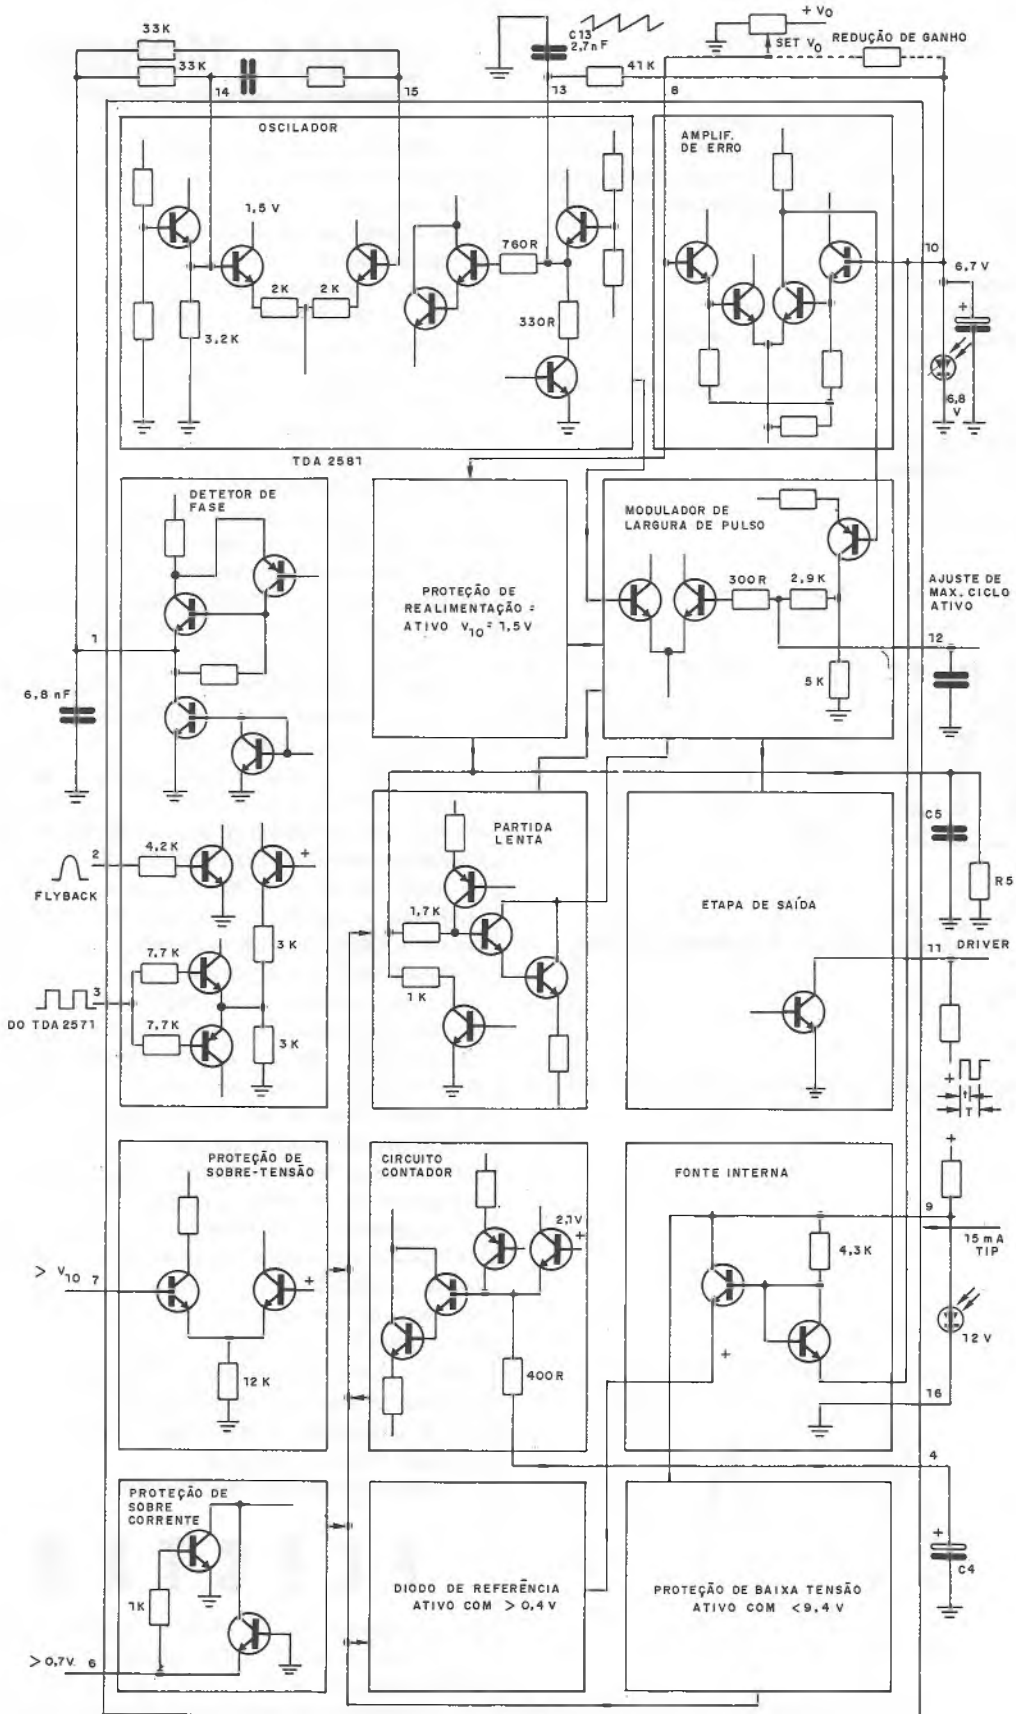 + V0
33K
C13
2,7nF
SET V0
REDUÇÃO DE GANHO
33K
41K
14
15
13
8
OSCILADOR
AMPLIF.
DE ERRO
1,5 V
760R
10
6,7 V
+
2K
2K
3,2K
330R
6,8
V
TDA 2581
DETETOR DE
FASE
MODULADOR DE
LARGURA DE PULSO
PROTEÇÃO DE
REALIMENTAÇÃO =
ATIVO V10 = 1,5V
300R
2,9K
AJUSTE DE
MAX. CICLO
ATIVO
1
12
6,8 nF
5K
PARTIDA
LENTA
C5
2
4,2K
+
FLYBACK
R5
1,7K
ETAPA DE SAÍDA
3K
11
DRIVER
7,7K
3
1K
DO TDA2571
7,7K
3K
+
t
T
PROTEÇÃO DE
SOBRE-TENSÃO
CIRCUITO
CONTADOR
FONTE INTERNA
+
2,1V
+
9
15mA
TIP
4,3K
> V10
7
+
12 V
+
12K
400R
16
4
PROTEÇÃO DE
SOBRE
CORRENTE
+
C4
1K
DIODO DE REFERÊNCIA
ATIVO COM > 0,4 V
PROTEÇÃO DE BAIXA TENSÃO
ATIVO COM <9,4 V
> 0,7V.
6